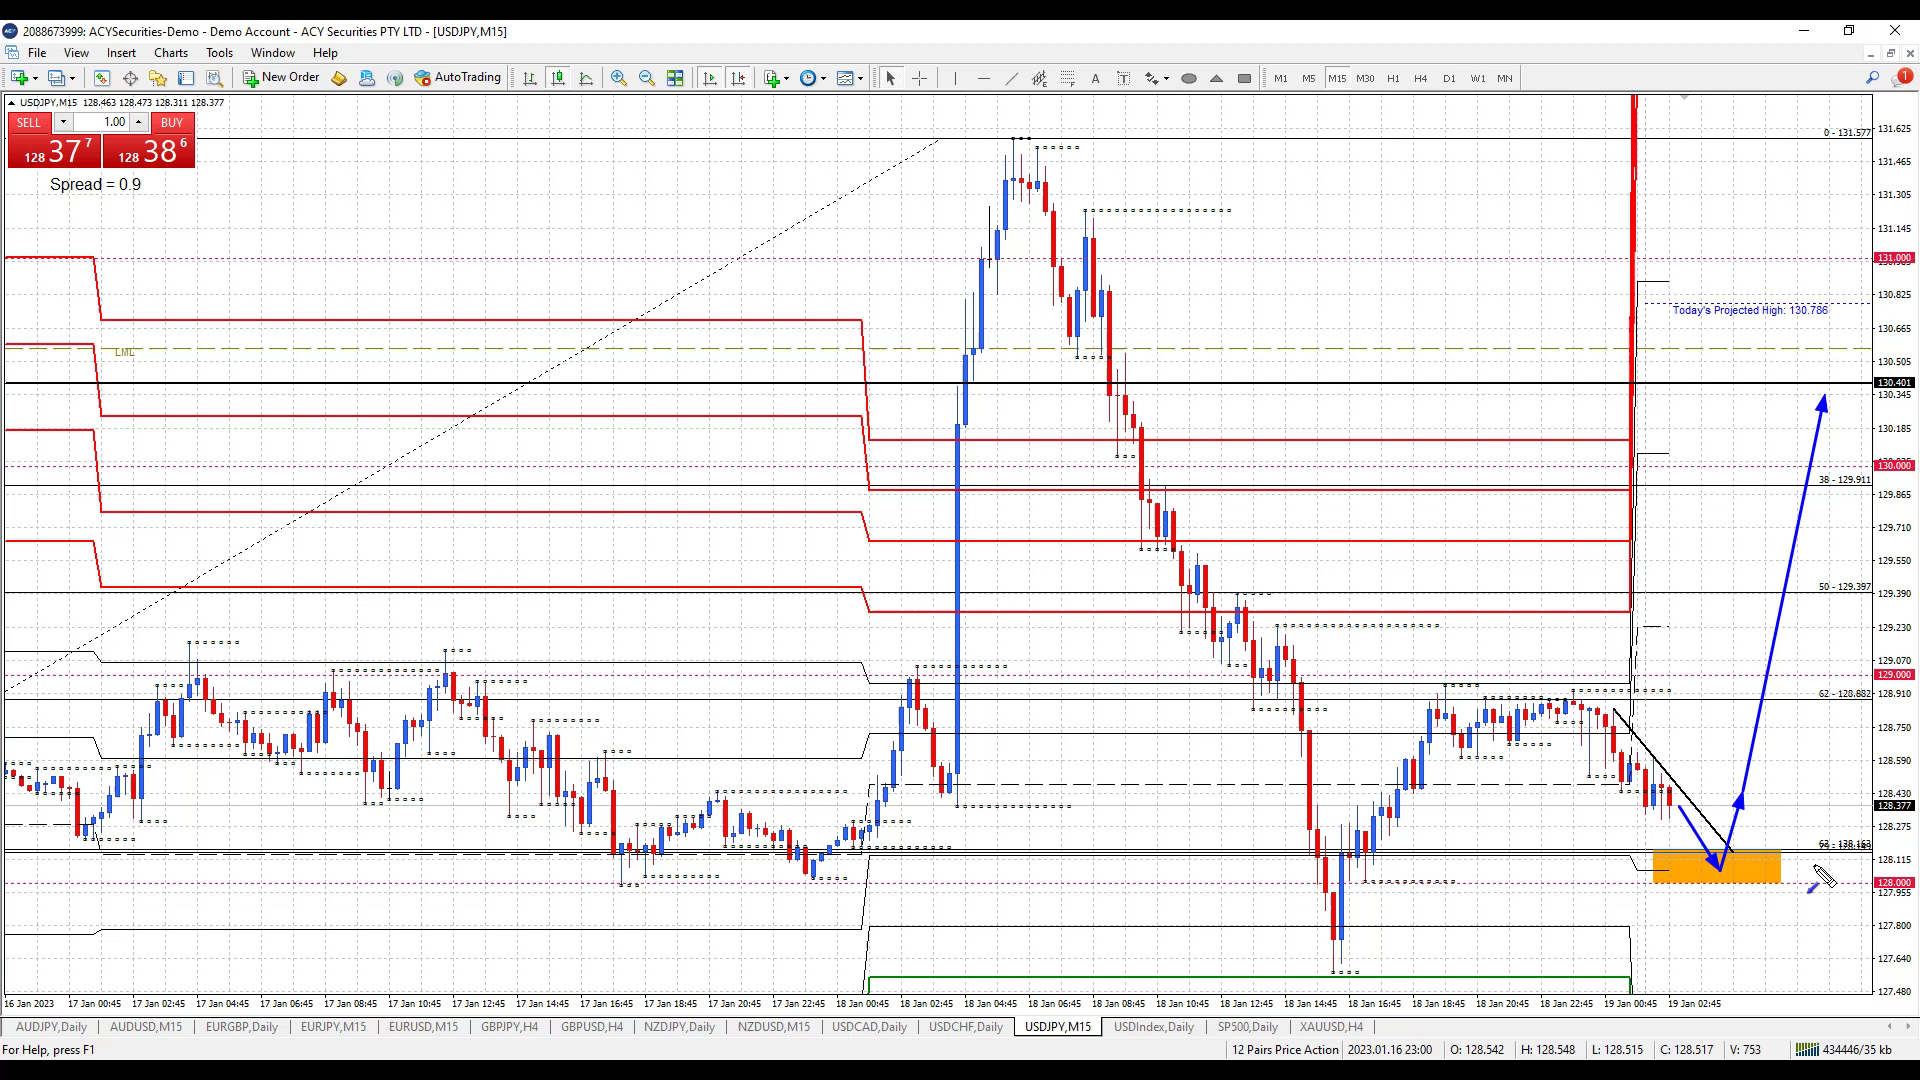 2088673999: ACYSecurities-Demo - Demo Account - ACY Securities PTY LTD - [USDJPY,M15]
File View Insert Charts Tools Window Help
New Order AutoTrading A T M1 M5 M15 M30 H1 H4 D1 W1 MN 1
USDJPY,M15 128.463 128.473 128.311 128.377
SELL 1.00 BUY
128 37 7 128 38 6
Spread = 0.9
0 - 131.577
131.625
131.465
131.305
131.145
131.000
130.825
Today's Projected High: 130.786
130.665
LML
130.505
130.401
130.345
130.185
130.000
38 - 129.911
129.865
129.710
129.550
50 - 129.397
129.390
129.230
129.070
129.000
62 - 128.882
128.910
128.750
128.590
128.430
128.377
128.275
128.115
128.000
127.955
127.800
127.640
127.480
16 Jan 2023 17 Jan 00:45 17 Jan 02:45 17 Jan 04:45 17 Jan 06:45 17 Jan 08:45 17 Jan 10:45 17 Jan 12:45 17 Jan 14:45 17 Jan 16:45 17 Jan 18:45 17 Jan 20:45 17 Jan 22:45 18 Jan 00:45 18 Jan 02:45 18 Jan 04:45 18 Jan 06:45 18 Jan 08:45 18 Jan 10:45 18 Jan 12:45 18 Jan 14:45 18 Jan 16:45 18 Jan 18:45 18 Jan 20:45 18 Jan 22:45 19 Jan 00:45 19 Jan 02:45
AUDJPY,Daily AUDUSD,M15 EURGBP,Daily EURJPY,M15 EURUSD,M15 GBPJPY,H4 GBPUSD,H4 NZDJPY,Daily NZDUSD,M15 USDCAD,Daily USDCHF,Daily USDJPY,M15 USDIndex,Daily SP500,Daily XAUUSD,H4
For Help, press F1 12 Pairs Price Action 2023.01.16 23:00 O: 128.542 H: 128.548 L: 128.515 C: 128.517 V: 753 434446/35 kb